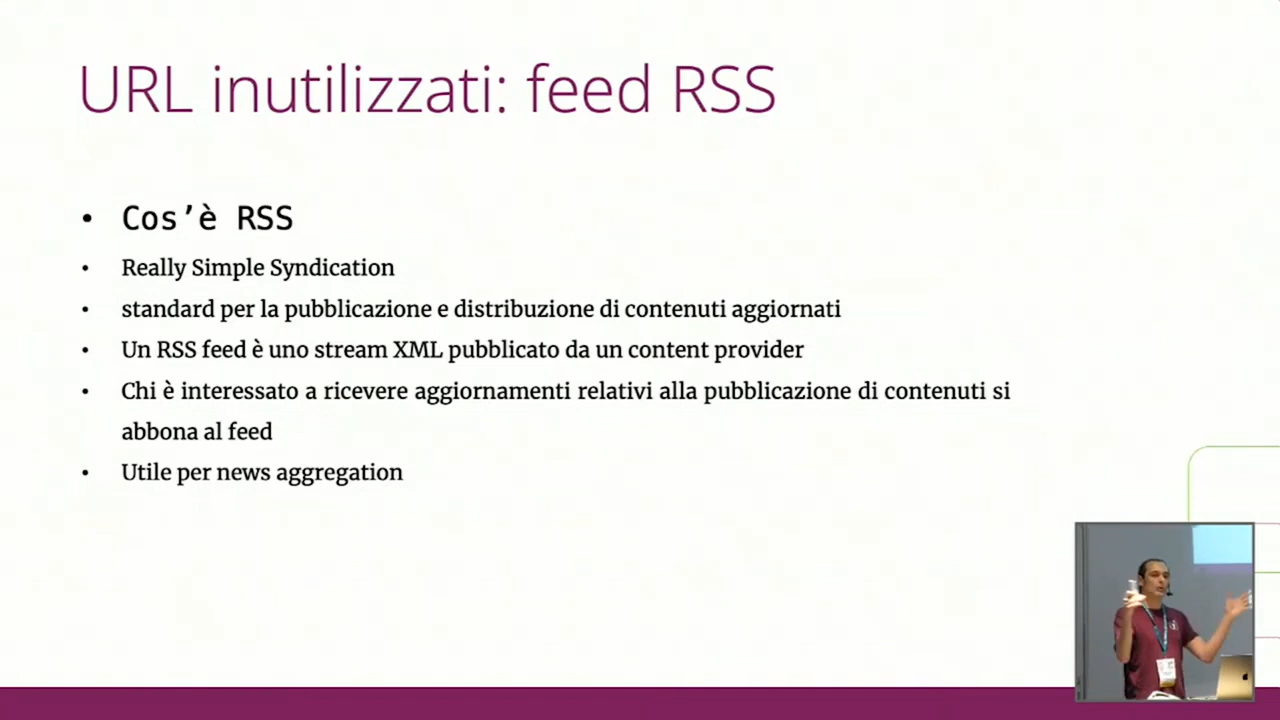 URL inutilizzati: feed RSS
• Cos’è RSS
• Really Simple Syndication
• standard per la pubblicazione e distribuzione di contenuti aggiornati
• Un RSS feed è uno stream XML pubblicato da un content provider
• Chi è interessato a ricevere aggiornamenti relativi alla pubblicazione di contenuti si
abbona al feed
• Utile per news aggregation